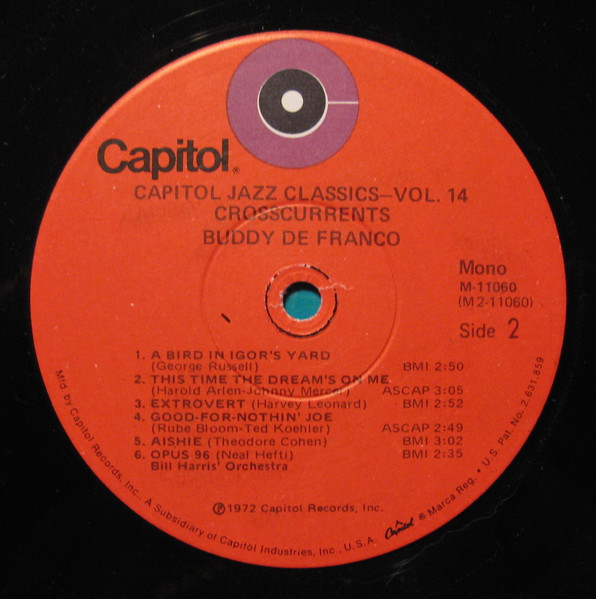 Capitol®
CAPITOL JAZZ CLASSICS—VOL. 14
CROSSCURRENTS
BUDDY DE FRANCO
Mono
M-11060
(M2-11060)
Side 2
1. A BIRD IN IGOR'S YARD
(George Russell) BMI 2:50
2. THIS TIME THE DREAM'S ON ME
(Harold Arlen-Johnny Mercer) ASCAP 3:05
3. EXTROVERT (Harvey Leonard) BMI 2:52
4. GOOD-FOR-NOTHIN' JOE
(Rube Bloom-Ted Koehler) ASCAP 2:49
5. AISHIE (Theodore Cohen) BMI 3:02
6. OPUS 96 (Neal Hefti) BMI 2:35
Bill Harris' Orchestra
℗1972 Capitol Records, Inc.
Mfd. by Capitol Records, Inc., A Subsidiary of Capitol Industries, Inc., U.S.A. Capitol ® Marca Reg. • U.S. Pat. No. 2,631,859